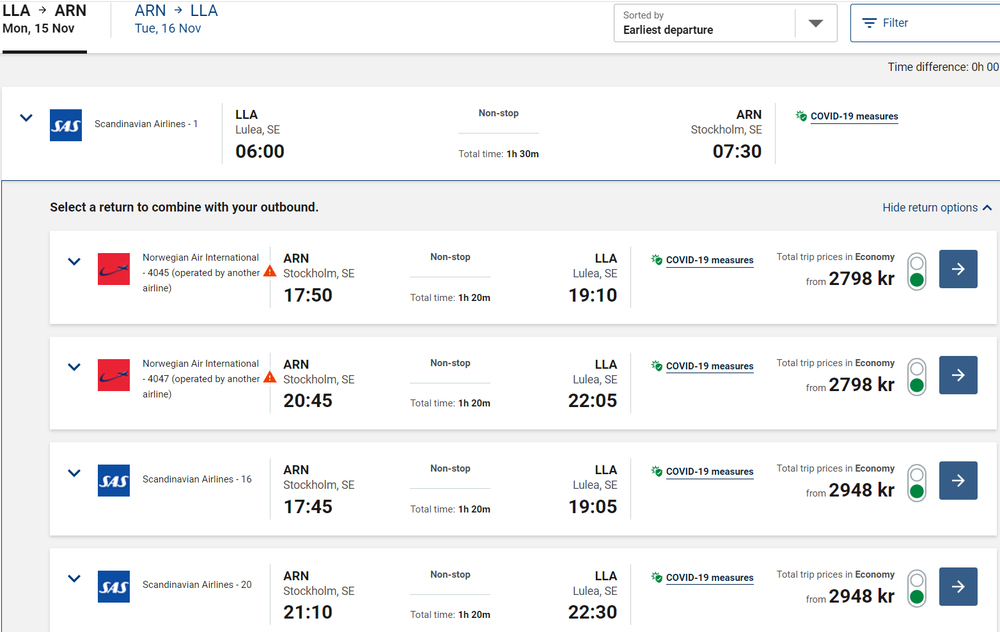 LLA → ARN
Mon, 15 Nov
ARN → LLA
Tue, 16 Nov
Sorted by
Earliest departure
Filter
Time difference: 0h 00
SAS
Scandinavian Airlines - 1
LLA
Lulea, SE
06:00
Non-stop
Total time: 1h 30m
ARN
Stockholm, SE
07:30
COVID-19 measures
Select a return to combine with your outbound.
Hide return options
Norwegian Air International
- 4045 (operated by another
airline)
ARN
Stockholm, SE
17:50
Non-stop
Total time: 1h 20m
LLA
Lulea, SE
19:10
COVID-19 measures
Total trip prices in Economy
from 2798 kr
Norwegian Air International
- 4047 (operated by another
airline)
ARN
Stockholm, SE
20:45
Non-stop
Total time: 1h 20m
LLA
Lulea, SE
22:05
COVID-19 measures
Total trip prices in Economy
from 2798 kr
SAS
Scandinavian Airlines - 16
ARN
Stockholm, SE
17:45
Non-stop
Total time: 1h 20m
LLA
Lulea, SE
19:05
COVID-19 measures
Total trip prices in Economy
from 2948 kr
SAS
Scandinavian Airlines - 20
ARN
Stockholm, SE
21:10
Non-stop
Total time: 1h 20m
LLA
Lulea, SE
22:30
COVID-19 measures
Total trip prices in Economy
from 2948 kr